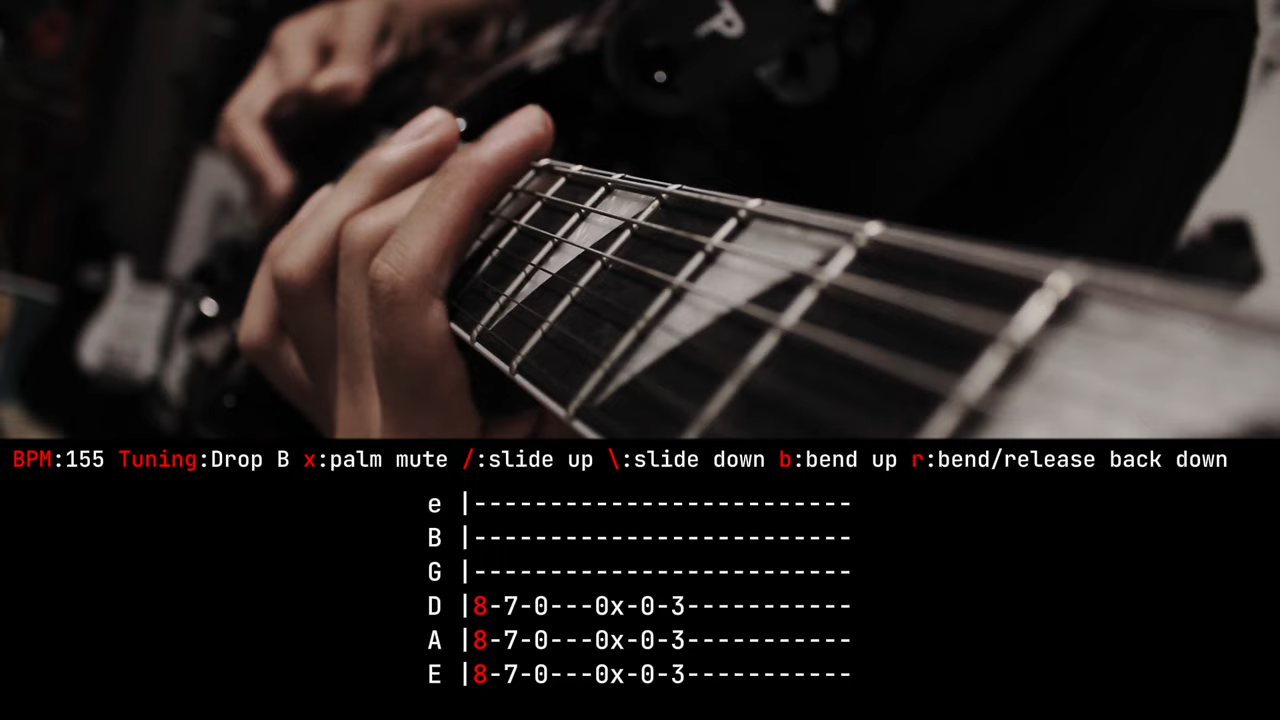 P
BPM:155 Tuning:Drop B x:palm mute /:slide up \:slide down b:bend up r:bend/release back down
e |-------------------------
B |-------------------------
G |-------------------------
D |8-7-0---0x-0-3-----------
A |8-7-0---0x-0-3-----------
E |8-7-0---0x-0-3-----------